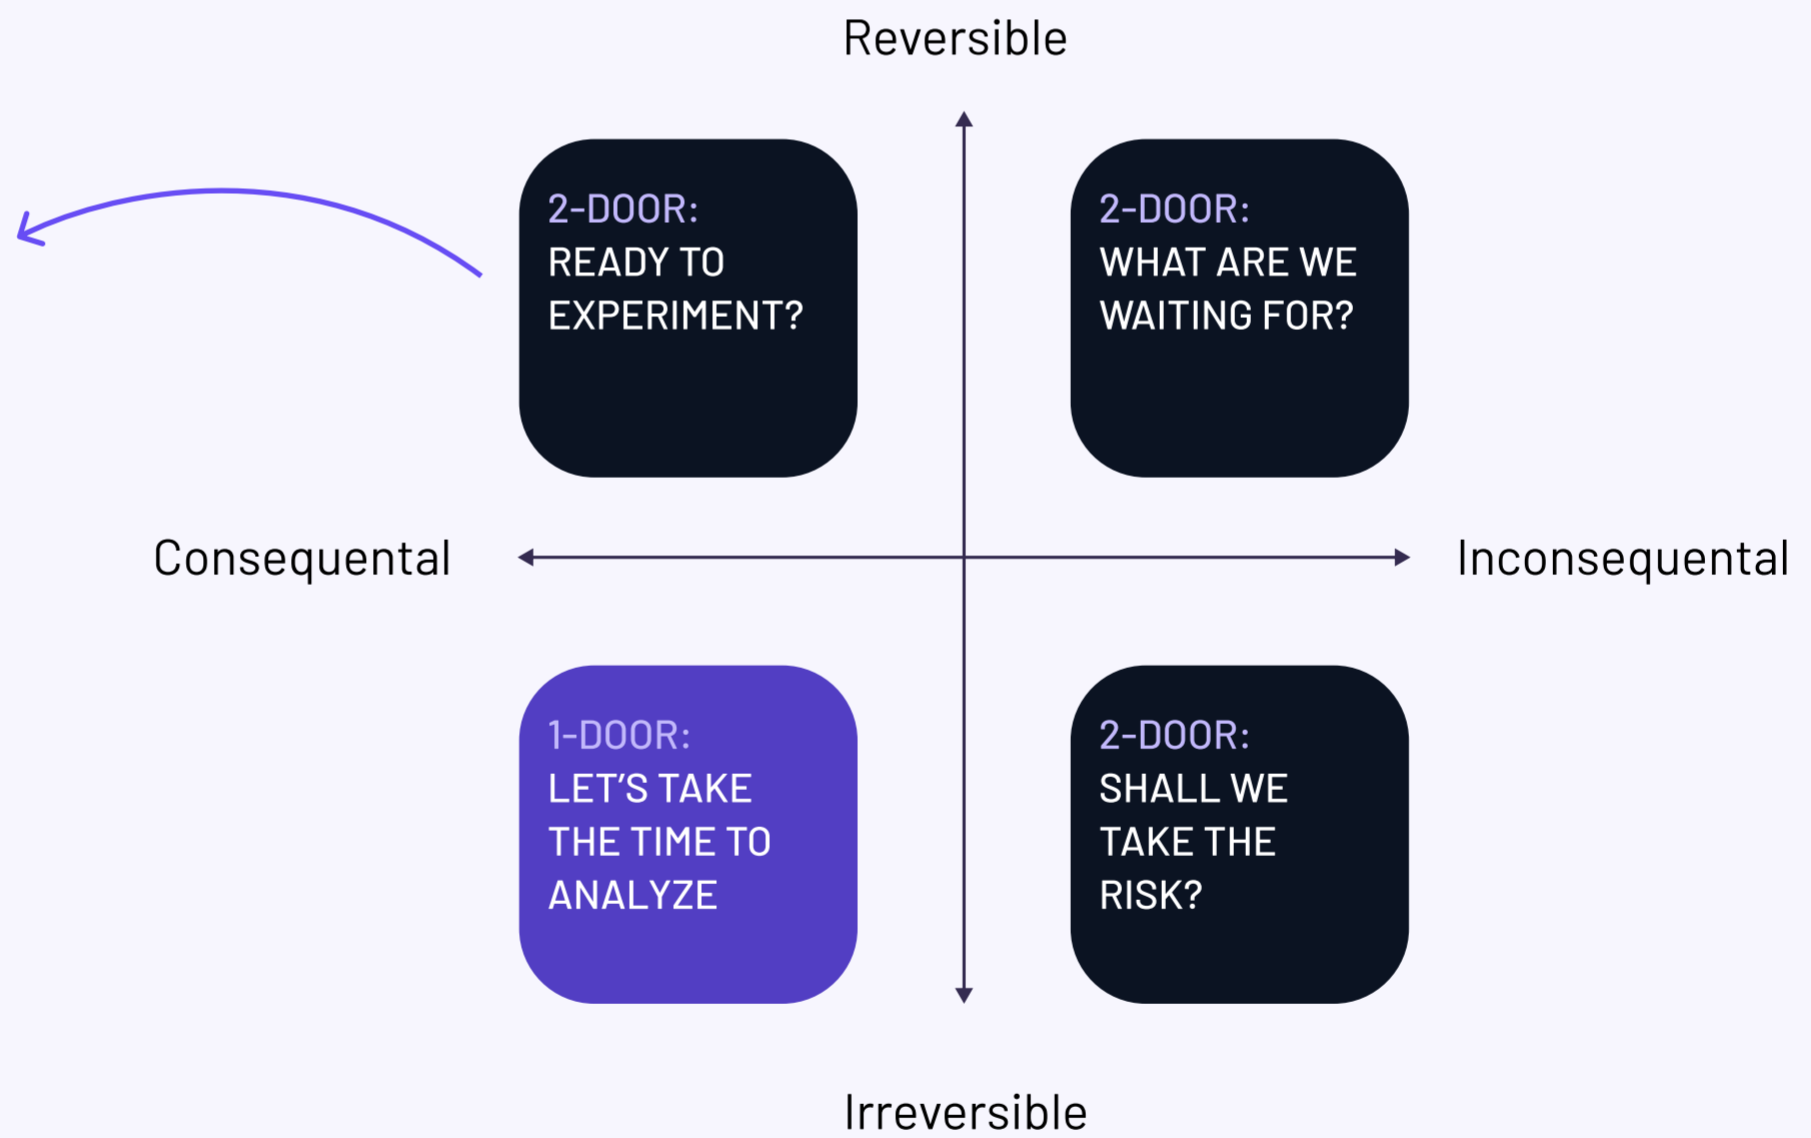 Reversible
2-DOOR:
READY TO
EXPERIMENT?
2-DOOR:
WHAT ARE WE
WAITING FOR?
Consequental
Inconsequental
1-DOOR:
LET’S TAKE
THE TIME TO
ANALYZE
2-DOOR:
SHALL WE
TAKE THE
RISK?
Irreversible